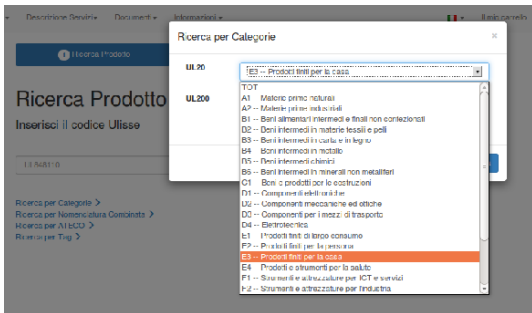 Descrizione Servizi
Documenti
Informazioni
Il mio carrello
Ricerca Prodotto
Ricerca Prodotto
Inserisci il codice Ulisse
Ricerca per Categorie >
Ricerca per Nomenclatura Combinata >
Ricerca per ATECO >
Ricerca per Tag >
Ricerca per Categorie ×
UL20
E3 -- Prodotti finiti per la casa
UL200
TOT
A1 -- Materie prime naturali
A2 -- Materie prime industriali
B1 -- Beni alimentari intermedi e finali non confezionati
B2 -- Beni intermedi in materie tessili e pelli
B3 -- Beni intermedi in carta e in legno
B4 -- Beni intermedi in metallo
B5 -- Beni intermedi chimici
B6 -- Beni intermedi in minerali non metalliferi
C1 -- Beni e prodotti per le costruzioni
D1 -- Componenti elettroniche
D2 -- Componenti meccaniche ed ottiche
D3 -- Componenti per i mezzi di trasporto
D4 -- Elettrotecnica
E1 -- Prodotti finiti di largo consumo
E2 -- Prodotti finiti per la persona
E3 -- Prodotti finiti per la casa
E4 -- Prodotti e strumenti per la salute
F1 -- Strumenti e attrezzature per ICT e servizi
F2 -- Strumenti e attrezzature per l'industria